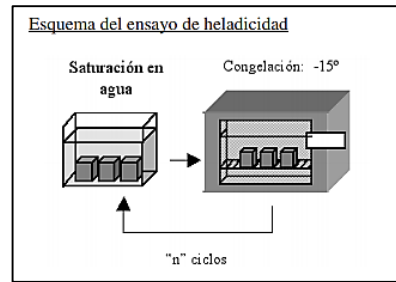 Esquema del ensayo de heladicidad
Saturación en
agua
Congelación: -15º
"n" ciclos